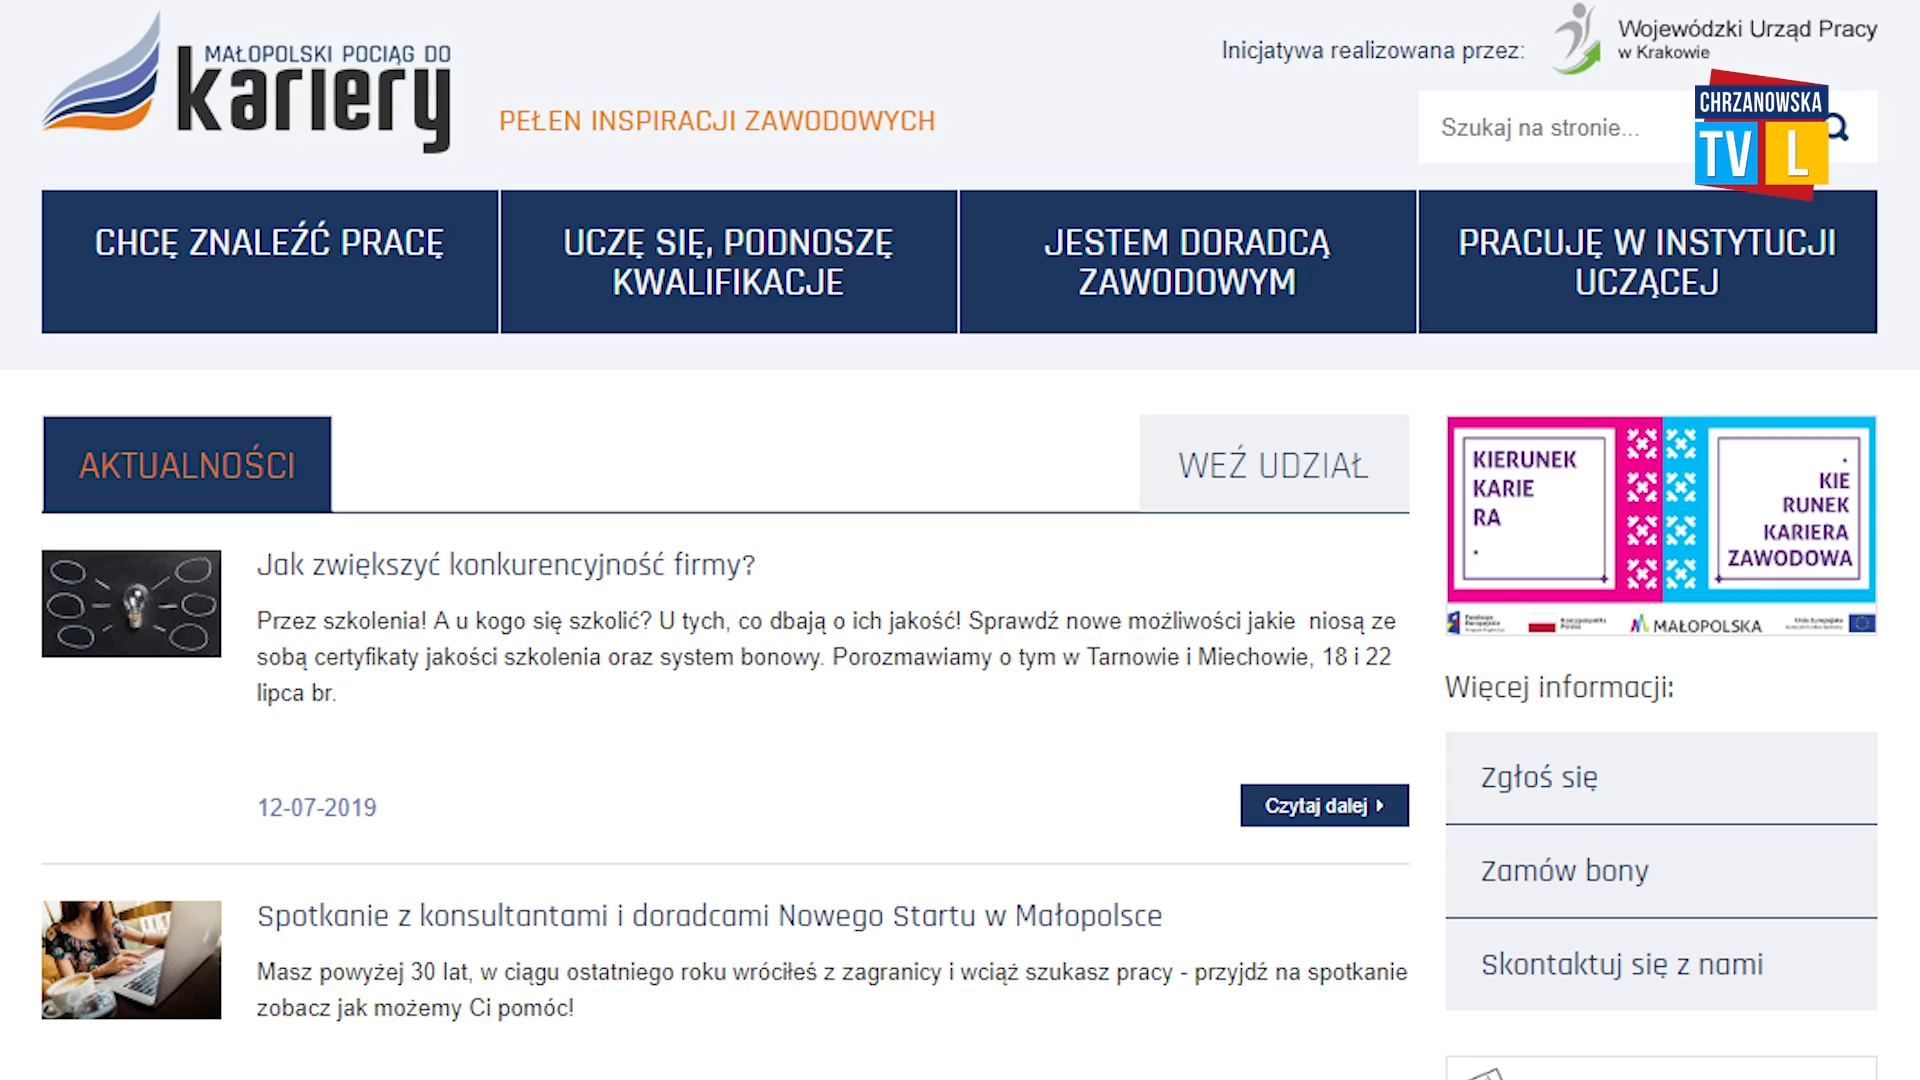 MAŁOPOLSKI POCIĄG DO
kariery
PEŁEN INSPIRACJI ZAWODOWYCH
Inicjatywa realizowana przez:
Wojewódzki Urząd Pracy
w Krakowie
Szukaj na stronie...
CHRZANOWSKA
TV L
CHCĘ ZNALEŹĆ PRACĘ
UCZĘ SIĘ, PODNOSZĘ
KWALIFIKACJE
JESTEM DORADCĄ
ZAWODOWYM
PRACUJĘ W INSTYTUCJI
UCZĄCEJ
AKTUALNOŚCI
WEŹ UDZIAŁ
Jak zwiększyć konkurencyjność firmy?
Przez szkolenia! A u kogo się szkolić? U tych, co dbają o ich jakość! Sprawdź nowe możliwości jakie niosą ze
sobą certyfikaty jakości szkolenia oraz system bonowy. Porozmawiamy o tym w Tarnowie i Miechowie, 18 i 22
lipca br.
12-07-2019
Czytaj dalej
Spotkanie z konsultantami i doradcami Nowego Startu w Małopolsce
Masz powyżej 30 lat, w ciągu ostatniego roku wróciłeś z zagranicy i wciąż szukasz pracy - przyjdź na spotkanie
zobacz jak możemy Ci pomóc!
KIERUNEK
KARIE
RA
.
KIE
RUNEK
KARIERA
ZAWODOWA
MAŁOPOLSKA
Więcej informacji:
Zgłoś się
Zamów bony
Skontaktuj się z nami